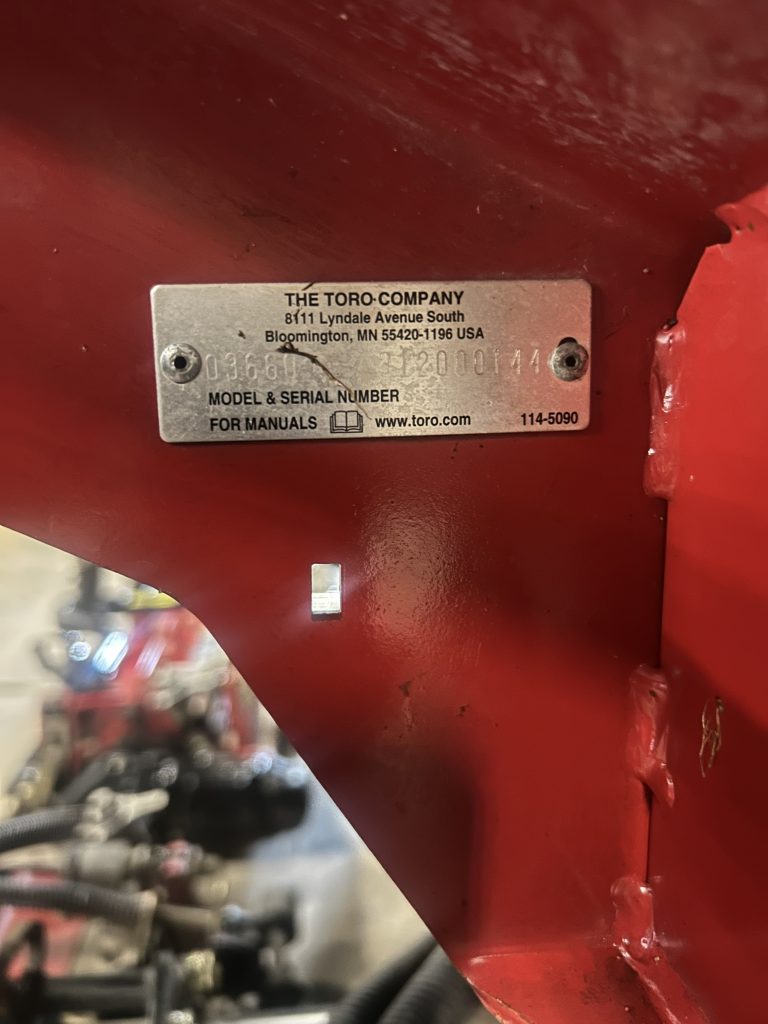 THE TORO COMPANY
8111 Lyndale Avenue South
Bloomington, MN 55420-1196 USA
MODEL & SERIAL NUMBER
FOR MANUALS www.toro.com 114-5090